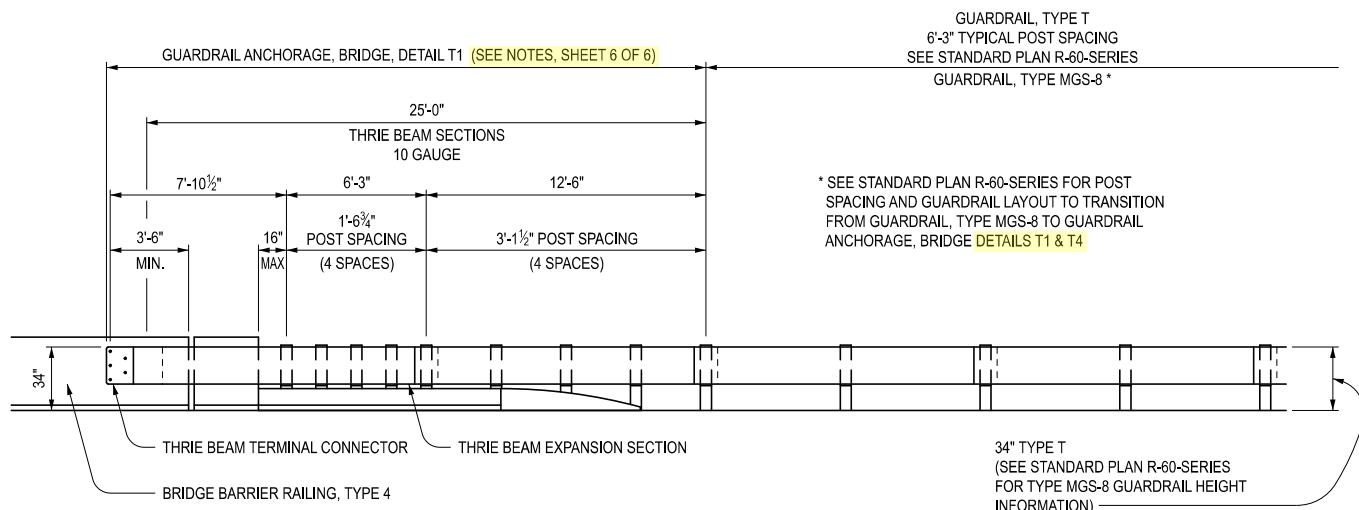 GUARDRAIL ANCHORAGE, BRIDGE, DETAIL T1 (SEE NOTES, SHEET 6 OF 6)
GUARDRAIL, TYPE T
6'-3" TYPICAL POST SPACING
SEE STANDARD PLAN R-60-SERIES
GUARDRAIL, TYPE MGS-8 *
25'-0"
THRIE BEAM SECTIONS
10 GAUGE
7'-10½"
6'-3"
12'-6"
3'-6"
MIN.
16"
MAX
1'-6¾"
POST SPACING
(4 SPACES)
3'-1½" POST SPACING
(4 SPACES)
* SEE STANDARD PLAN R-60-SERIES FOR POST
SPACING AND GUARDRAIL LAYOUT TO TRANSITION
FROM GUARDRAIL, TYPE MGS-8 TO GUARDRAIL
ANCHORAGE, BRIDGE DETAILS T1 & T4
34"
THRIE BEAM TERMINAL CONNECTOR
THRIE BEAM EXPANSION SECTION
BRIDGE BARRIER RAILING, TYPE 4
34" TYPE T
(SEE STANDARD PLAN R-60-SERIES
FOR TYPE MGS-8 GUARDRAIL HEIGHT
INFORMATION)